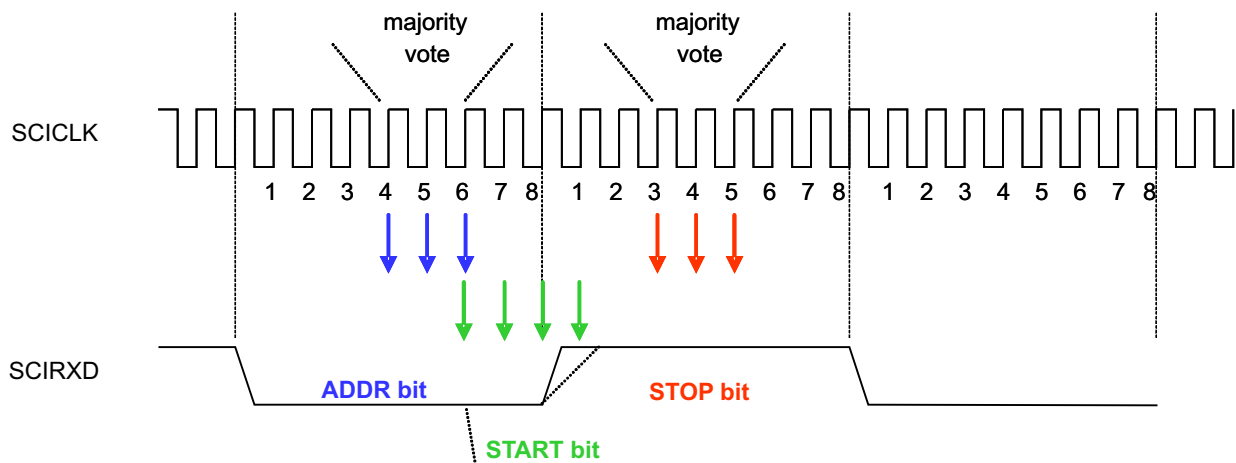 majority vote
majority vote
SCICLK
1 2 3 4 5 6 7 8 1 2 3 4 5 6 7 8 1 2 3 4 5 6 7 8
SCIRXD
ADDR bit
STOP bit
START bit